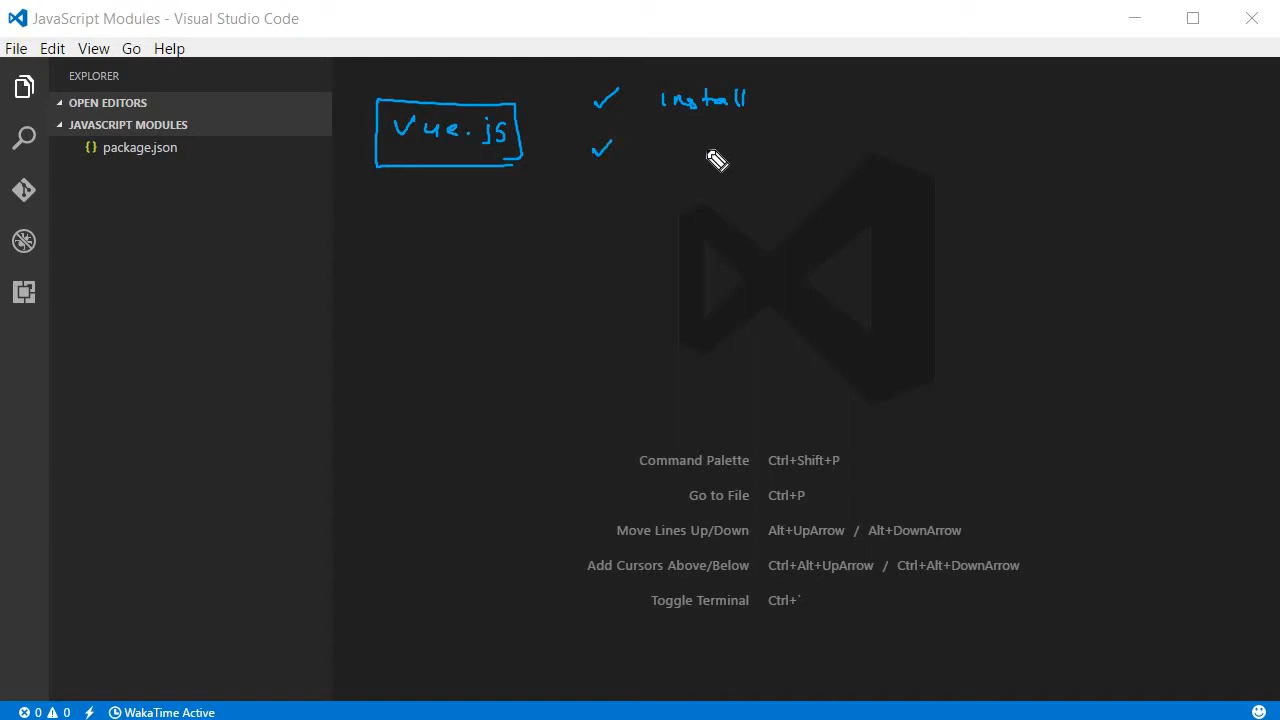 JavaScript Modules - Visual Studio Code
File Edit View Go Help
EXPLORER
OPEN EDITORS
JAVASCRIPT MODULES
{} package.json
Vue.js
✓ install
✓
Command Palette Ctrl+Shift+P
Go to File Ctrl+P
Move Lines Up/Down Alt+UpArrow / Alt+DownArrow
Add Cursors Above/Below Ctrl+Alt+UpArrow / Ctrl+Alt+DownArrow
Toggle Terminal Ctrl+`
0 0 WakaTime Active